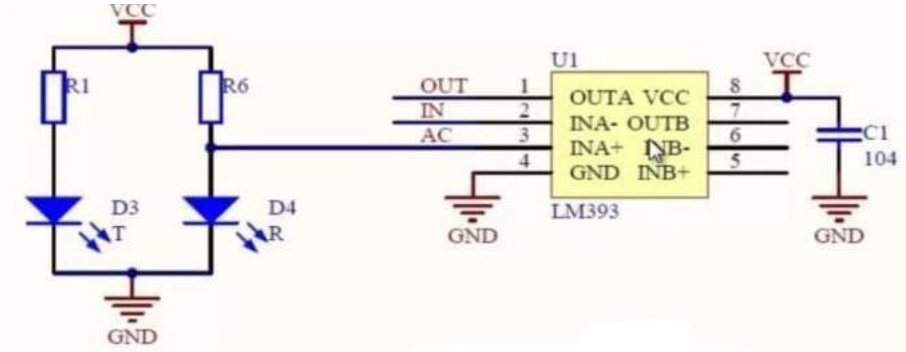 VCC
R1
R6
D3
T
D4
R
GND
U1
OUT 1 OUTA VCC 8
IN 2 INA- OUTB 7
AC 3 INA+ INB- 6
4 GND INB+ 5
LM393
GND
VCC
C1
104
GND